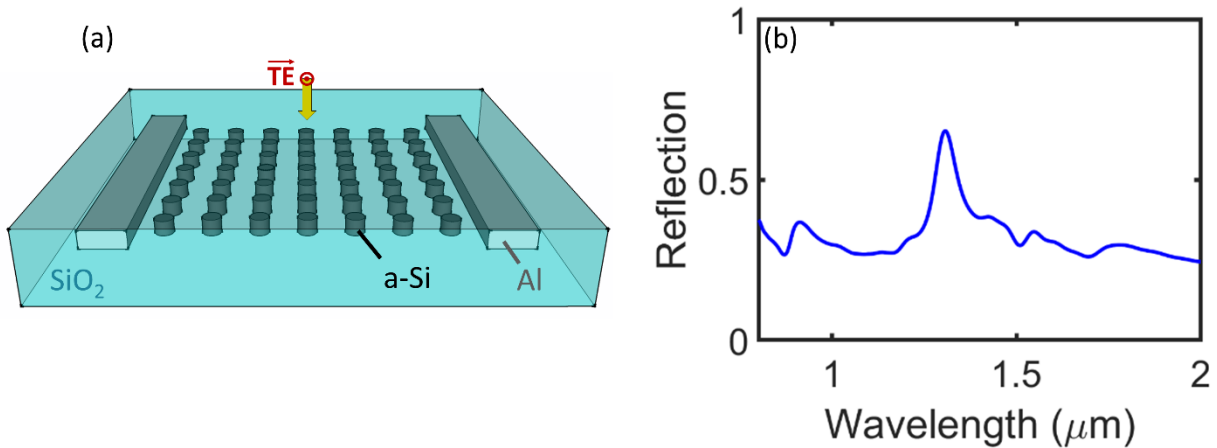 (a)
TE
SiO₂
a-Si
Al
(b)
Reflection
1
0.5
0
1
1.5
2
Wavelength (μm)